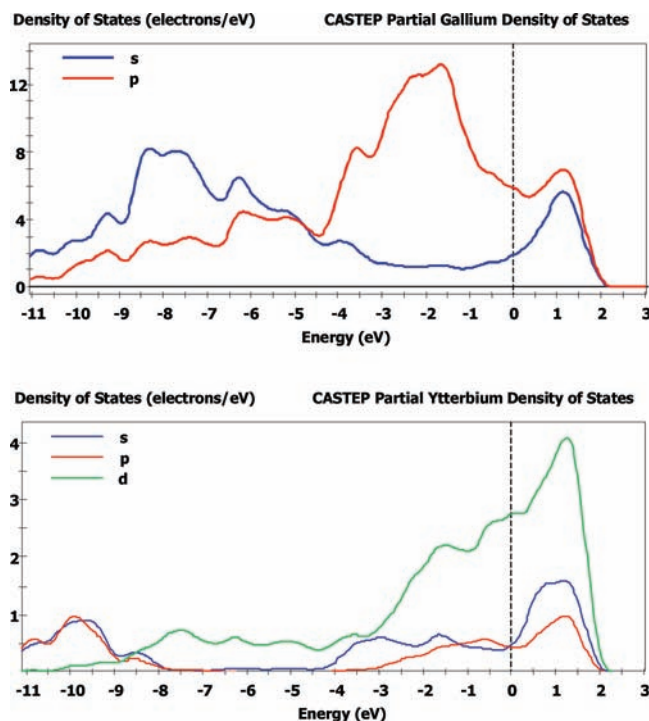 Density of States (electrons/eV) CASTEP Partial Gallium Density of States
s
p
12
8
4
0
-11 -10 -9 -8 -7 -6 -5 -4 -3 -2 -1 0 1 2 3
Energy (eV)
Density of States (electrons/eV) CASTEP Partial Ytterbium Density of States
s
p
d
4
3
2
1
-11 -10 -9 -8 -7 -6 -5 -4 -3 -2 -1 0 1 2 3
Energy (eV)